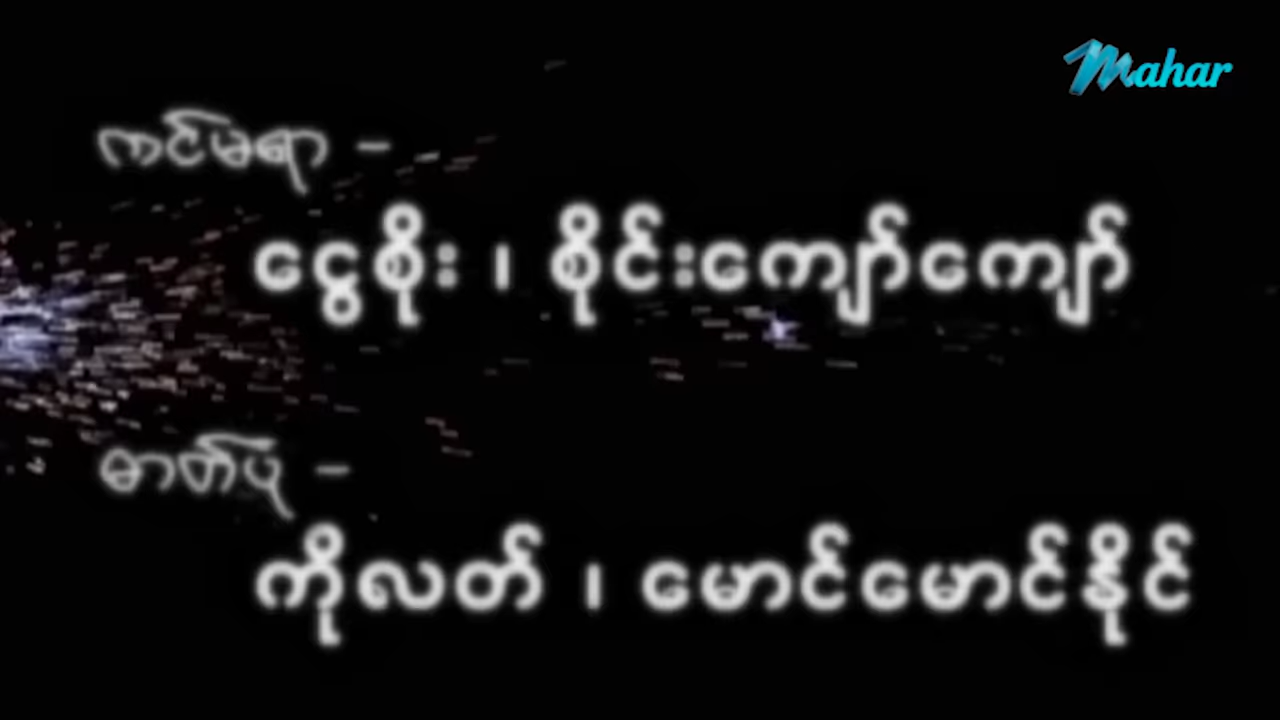 Mahar
ကင်မရာ -
ငွေစိုး ၊ စိုင်းကျော်ကျော်
ဓာတ်ပုံ -
ကိုလတ် ၊ မောင်မောင်နိုင်